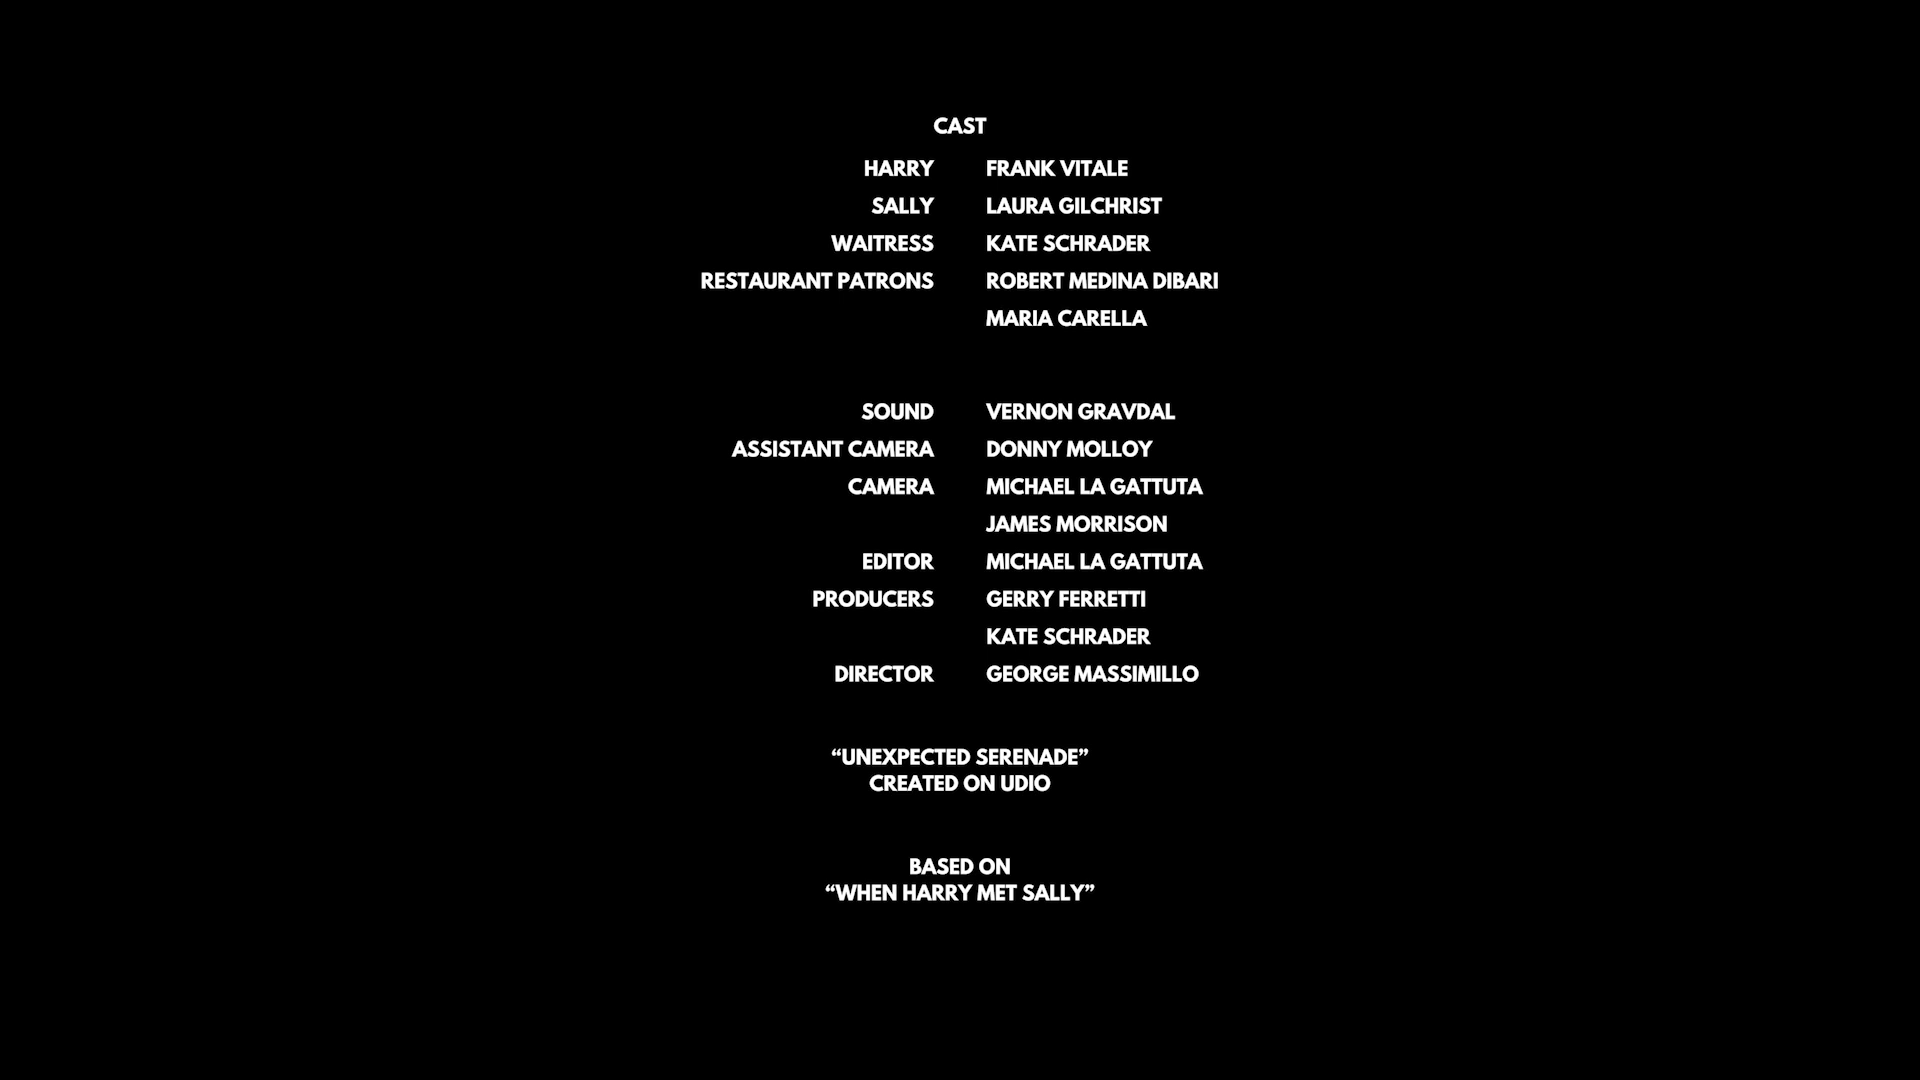 CAST
HARRY FRANK VITALE
SALLY LAURA GILCHRIST
WAITRESS KATE SCHRADER
RESTAURANT PATRONS ROBERT MEDINA DIBARI
MARIA CARELLA
SOUND VERNON GRAVDAL
ASSISTANT CAMERA DONNY MOLLOY
CAMERA MICHAEL LA GATTUTA
JAMES MORRISON
EDITOR MICHAEL LA GATTUTA
PRODUCERS GERRY FERRETTI
KATE SCHRADER
DIRECTOR GEORGE MASSIMILLO
“UNEXPECTED SERENADE”
CREATED ON UDIO
BASED ON
“WHEN HARRY MET SALLY”